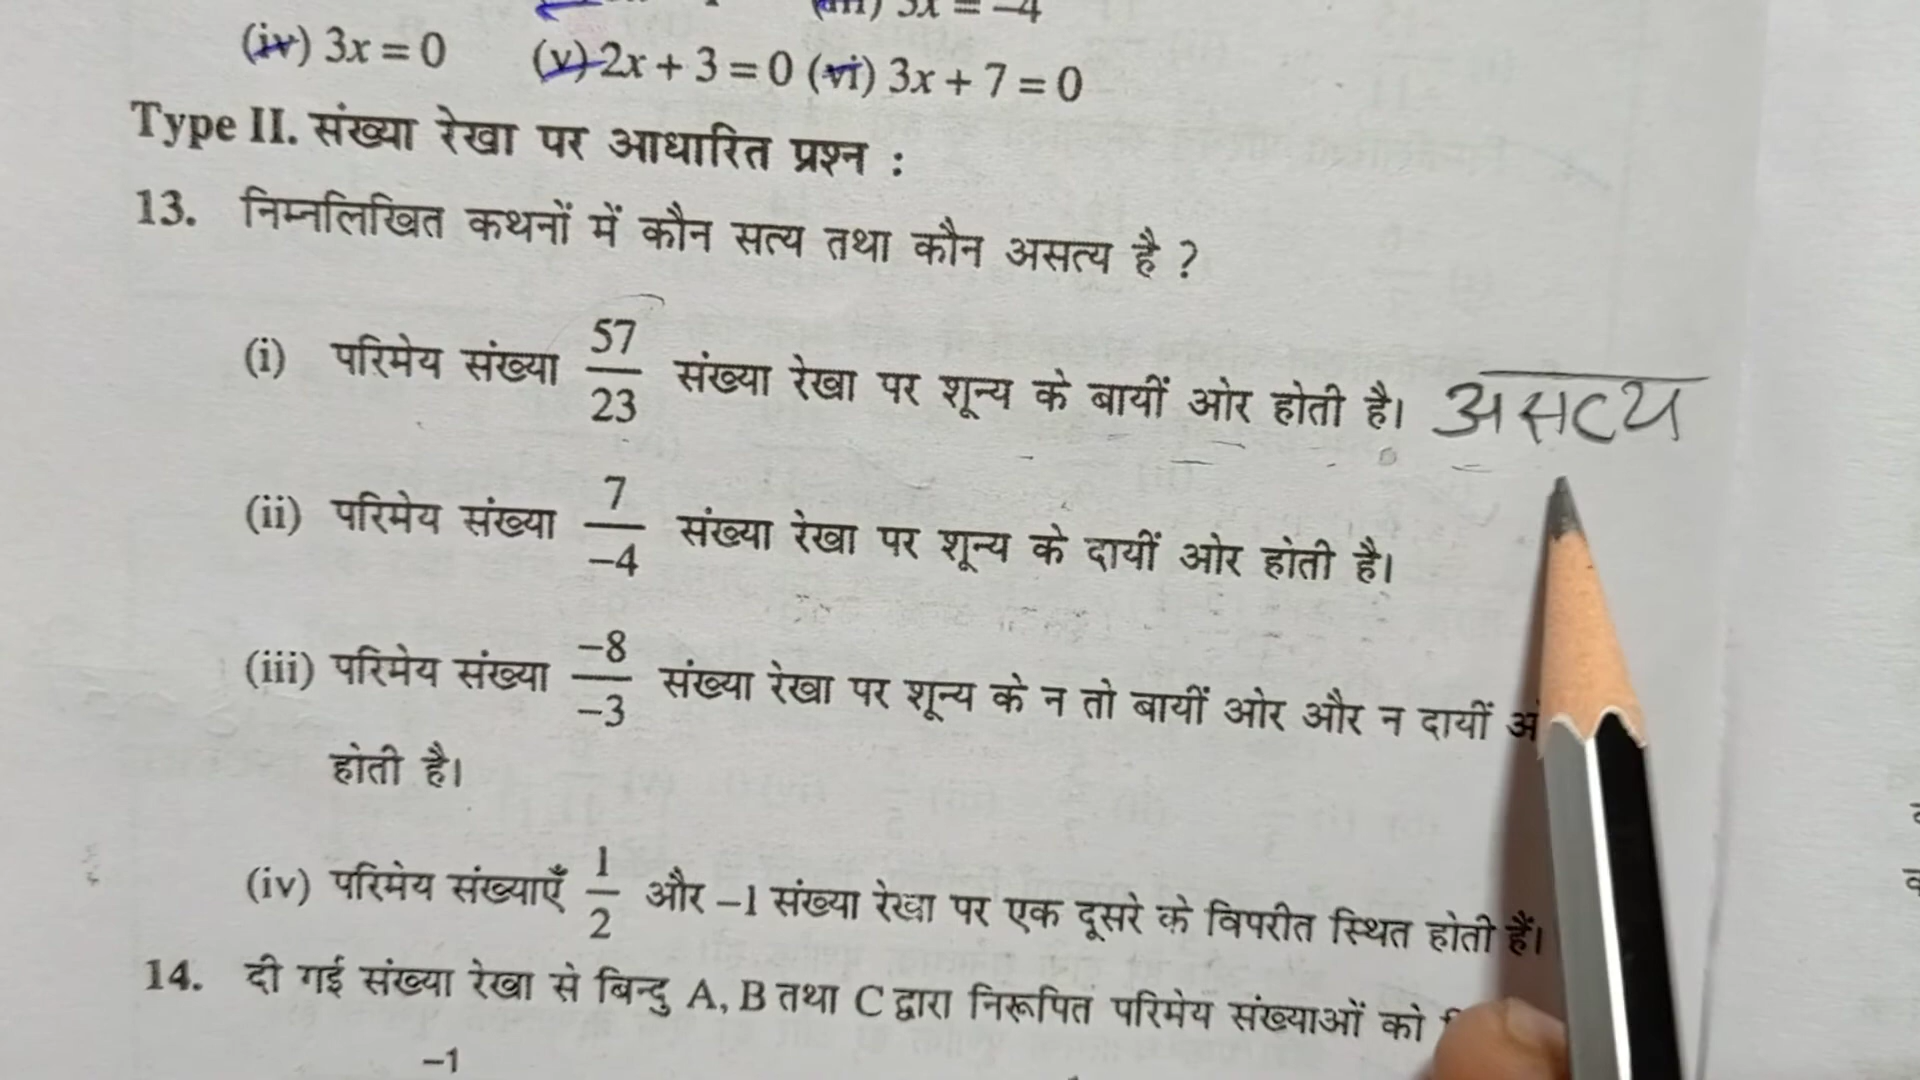 3x = –4
(iv) 3x = 0 (v) 2x + 3 = 0 (vi) 3x + 7 = 0
Type II. संख्या रेखा पर आधारित प्रश्न :
13. निम्नलिखित कथनों में कौन सत्य तथा कौन असत्य है ?
(i) परिमेय संख्या 57/23 संख्या रेखा पर शून्य के बायीं ओर होती है। असत्य
(ii) परिमेय संख्या 7/–4 संख्या रेखा पर शून्य के दायीं ओर होती है।
(iii) परिमेय संख्या –8/–3 संख्या रेखा पर शून्य के न तो बायीं ओर और न दायीं
होती है।
(iv) परिमेय संख्याएँ 1/2 और –1 संख्या रेखा पर एक दूसरे के विपरीत स्थित होती हैं।
14. दी गई संख्या रेखा से बिन्दु A, B तथा C द्वारा निरूपित परिमेय संख्याओं को
–1